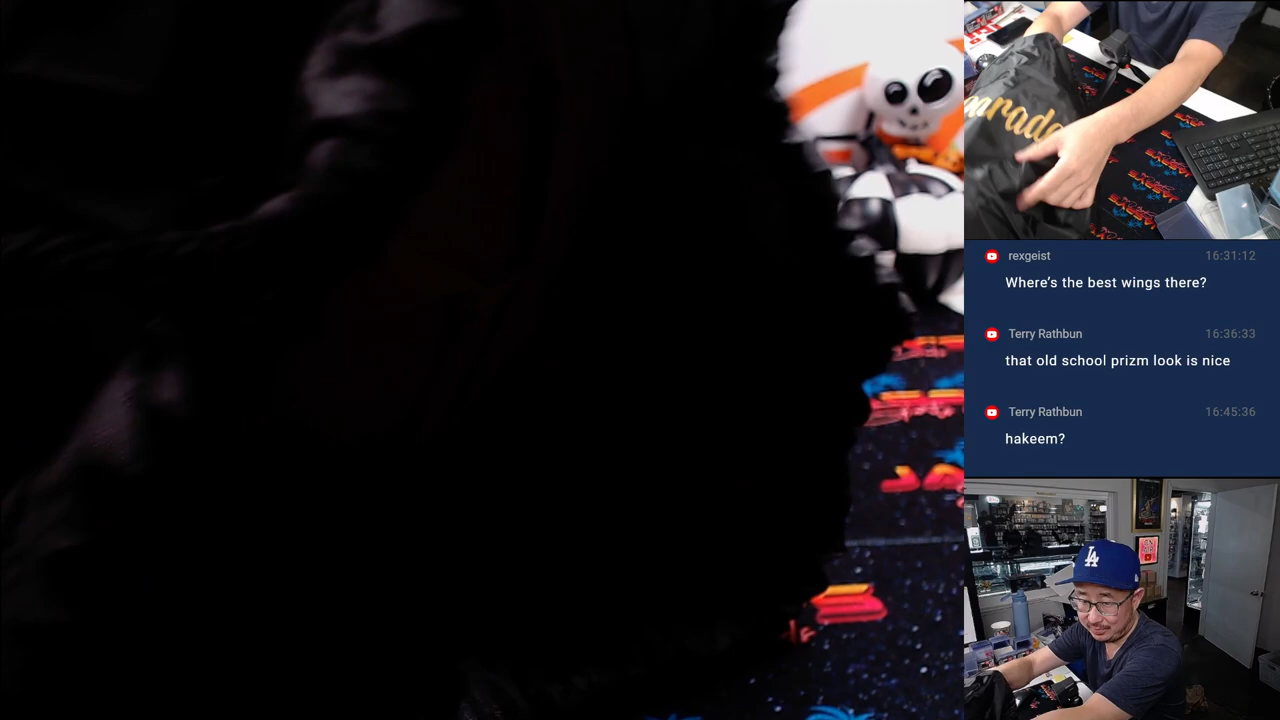 arade
rexgeist 16:31:12
Where's the best wings there?
Terry Rathbun 16:36:33
that old school prizm look is nice
Terry Rathbun 16:45:36
hakeem?
LA